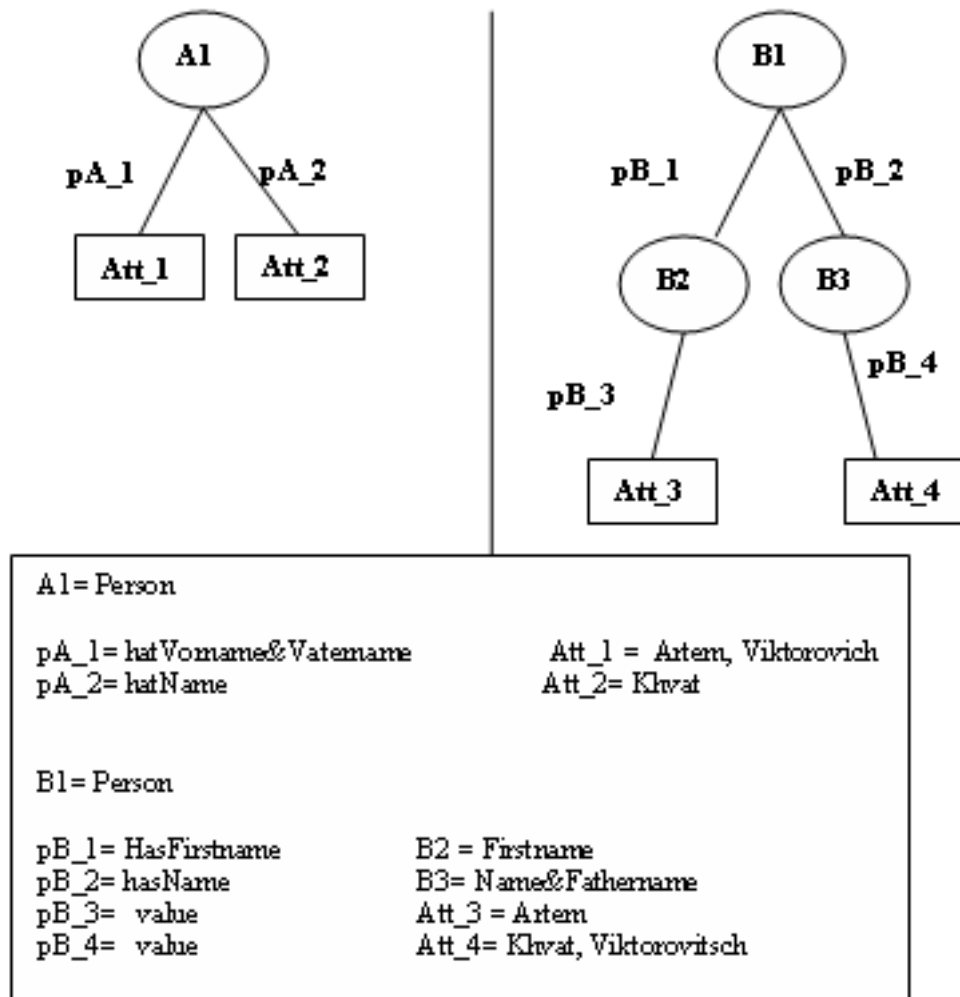 A1
B1
pA_1
pA_2
pB_1
pB_2
Att_1
Att_2
B2
B3
pB_3
pB_4
Att_3
Att_4
A1= Person
pA_1= hatVorname&Vatername Att_1 = Artem, Viktorovich
pA_2= hatName Att_2= Khvat
B1= Person
pB_1= HasFirstname B2 = Firstname
pB_2= hasName B3= Name&Fathername
pB_3= value Att_3 = Artem
pB_4= value Att_4= Khvat, Viktorovitsch